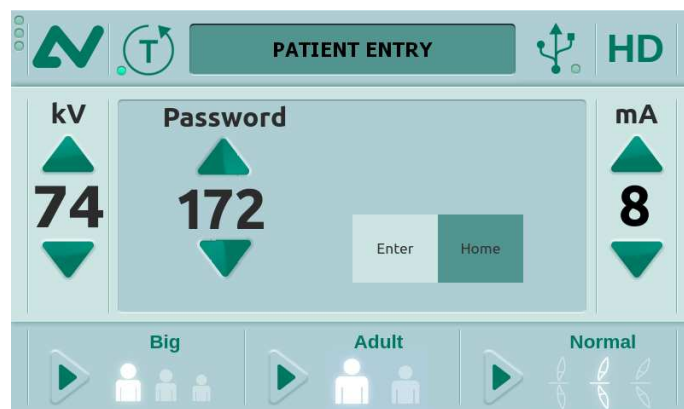 T
PATIENT ENTRY
HD
kV
Password
mA
74
172
8
Enter
Home
Big
Adult
Normal